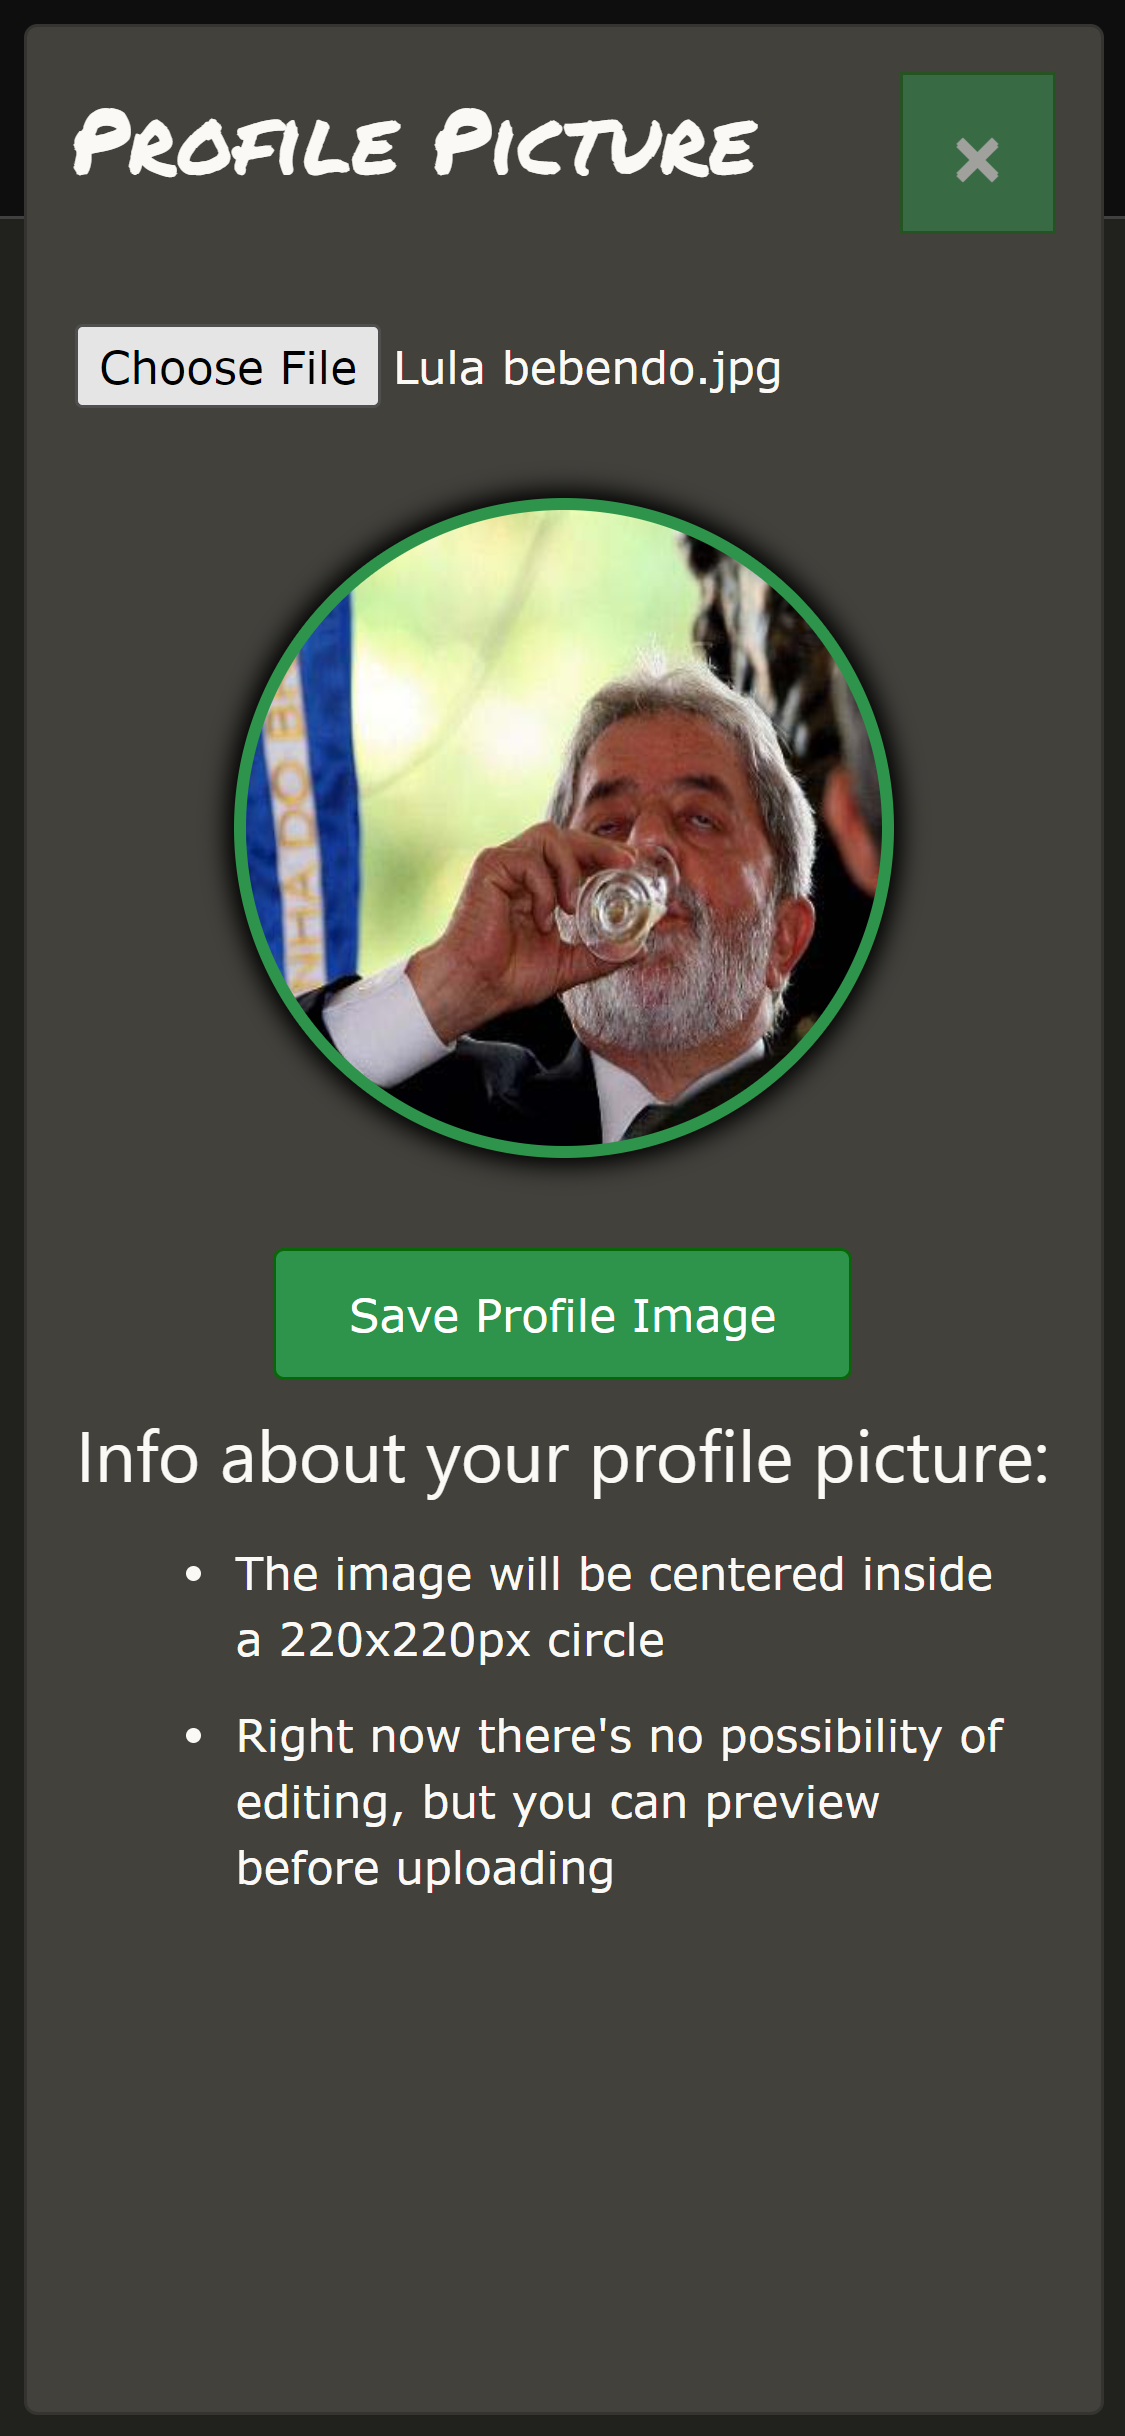 Profile Picture
×
Choose File Lula bebendo.jpg
NHA DO B
Save Profile Image
Info about your profile picture:
• The image will be centered inside
a 220x220px circle
• Right now there's no possibility of
editing, but you can preview
before uploading